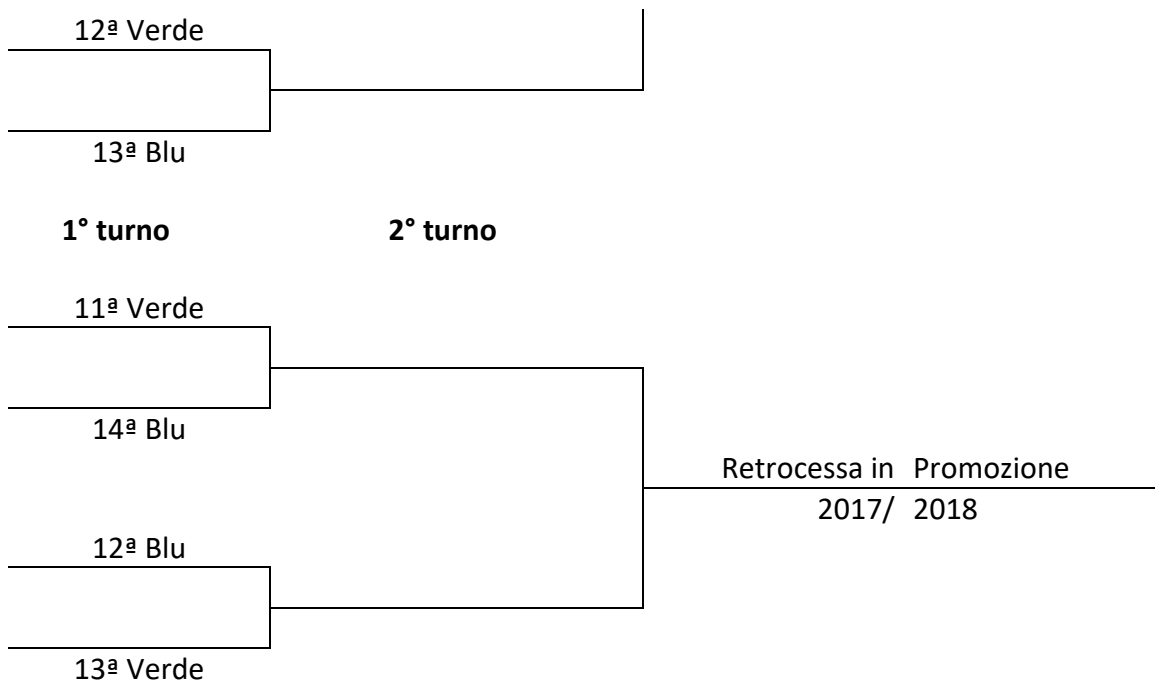 12ª Verde
13ª Blu
1° turno 2° turno
11ª Verde
14ª Blu
Retrocessa in Promozione
2017/ 2018
12ª Blu
13ª Verde